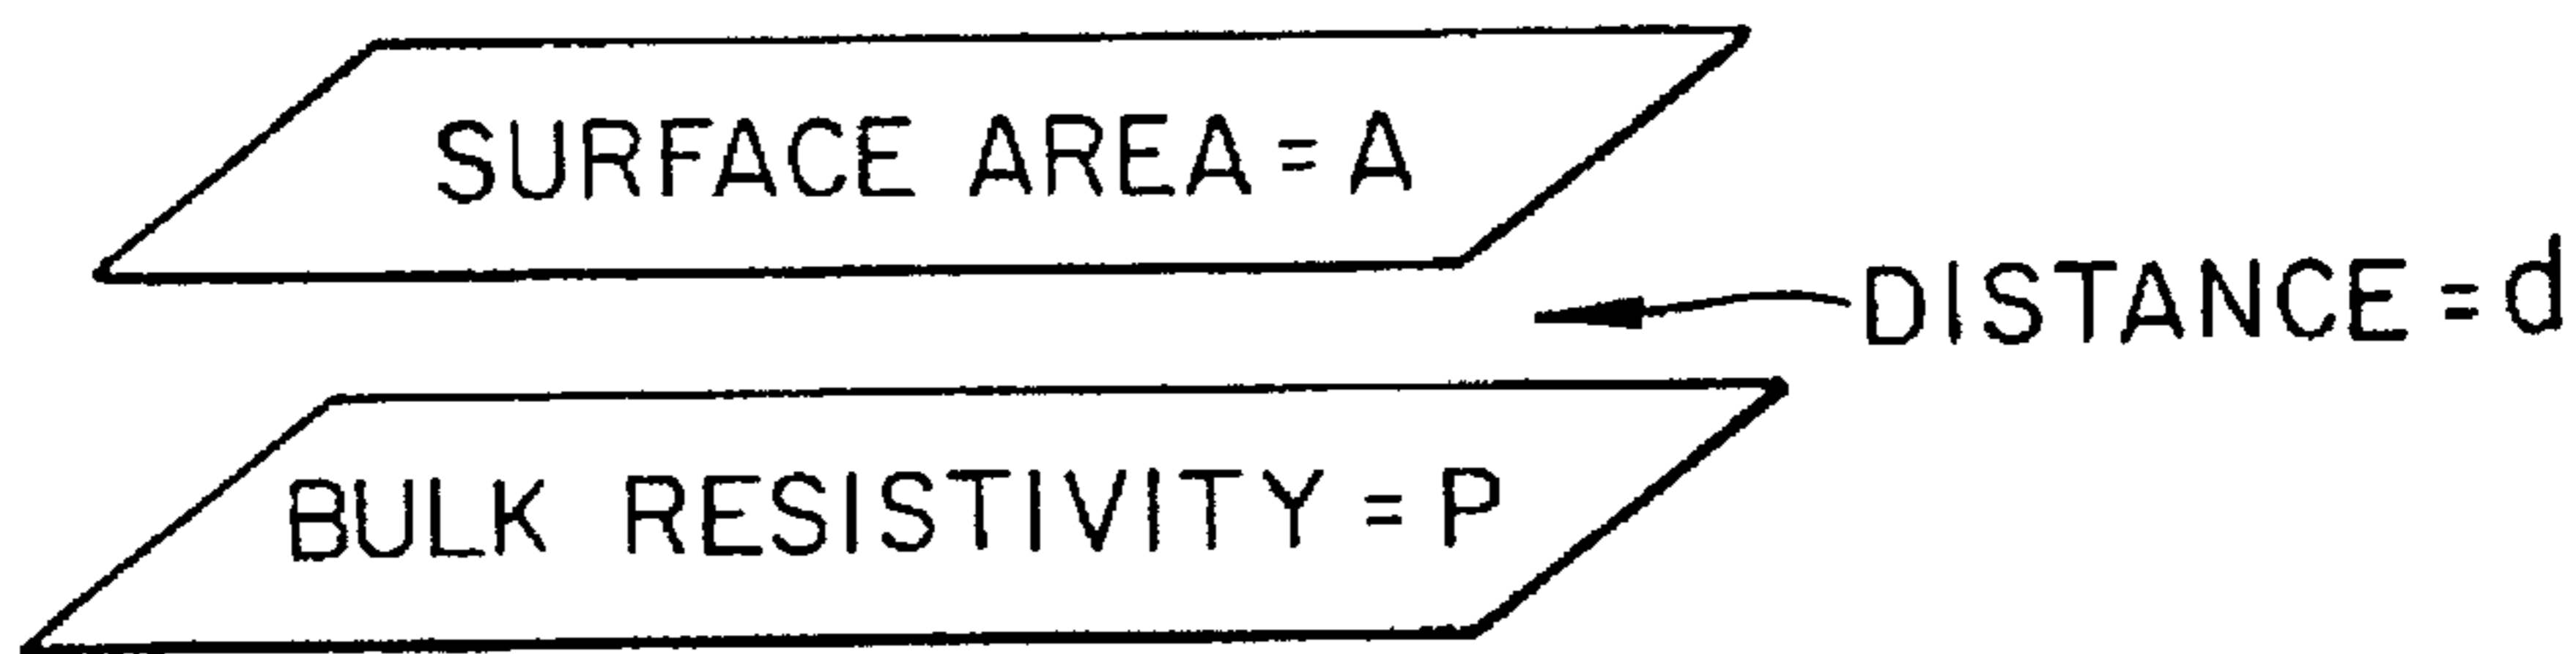 SURFACE AREA = A
DISTANCE = d
BULK RESISTIVITY = P